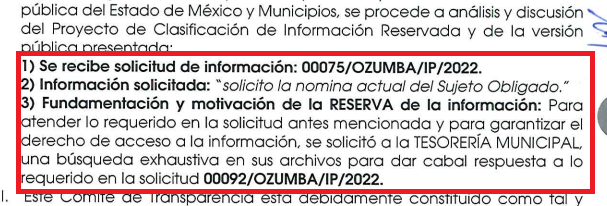 pública del Estado de México y Municipios, se procede a análisis y discusión
del Proyecto de Clasificación de Información Reservada y de la versión
pública presentada:
1) Se recibe solicitud de información: 00075/OZUMBA/IP/2022.
2) Información solicitada: "solicito la nomina actual del Sujeto Obligado."
3) Fundamentación y motivación de la RESERVA de la información: Para
atender lo requerido en la solicitud antes mencionada y para garantizar el
derecho de acceso a la información, se solicitó a la TESORERÍA MUNICIPAL,
una búsqueda exhaustiva en sus archivos para dar cabal respuesta a lo
requerido en la solicitud 00092/OZUMBA/IP/2022.
I. Este Comité de Transparencia está debidamente constituido como tal y